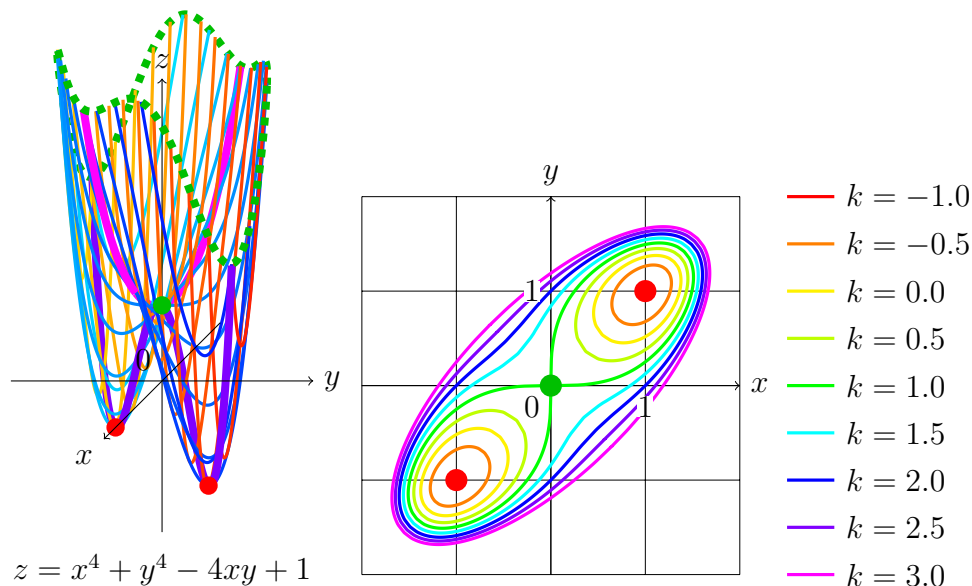 z
0
y
x
$z = x^4 + y^4 - 4xy + 1$
y
1
x
0
1
$k = -1.0$
$k = -0.5$
$k = 0.0$
$k = 0.5$
$k = 1.0$
$k = 1.5$
$k = 2.0$
$k = 2.5$
$k = 3.0$